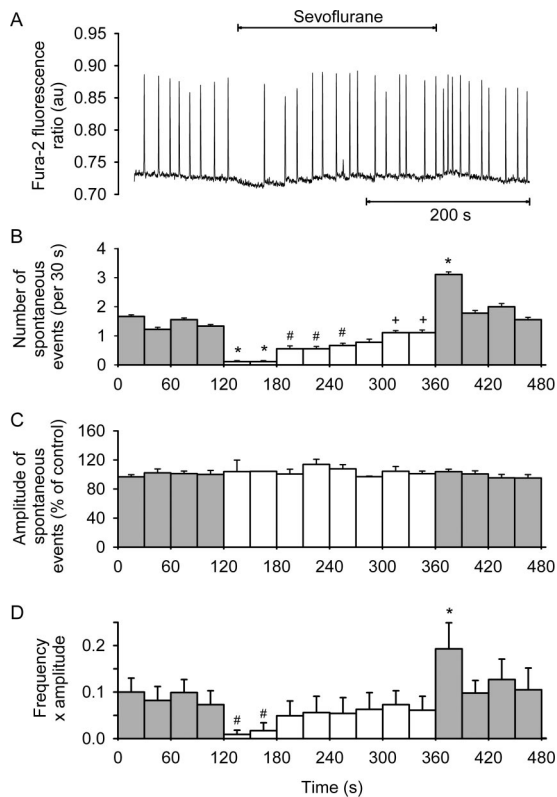 A
Sevoflurane
Fura-2 fluorescence
ratio (au)
0.95
0.90
0.85
0.80
0.75
0.70
200 s
B
Number of
spontaneous
events (per 30 s)
4
3
2
1
0
* * # # # + + *
0 60 120 180 240 300 360 420 480
C
Amplitude of
spontaneous
events (% of control)
160
120
80
40
0
0 60 120 180 240 300 360 420 480
D
Frequency
x amplitude
0.2
0.1
0.0
# # *
0 60 120 180 240 300 360 420 480
Time (s)